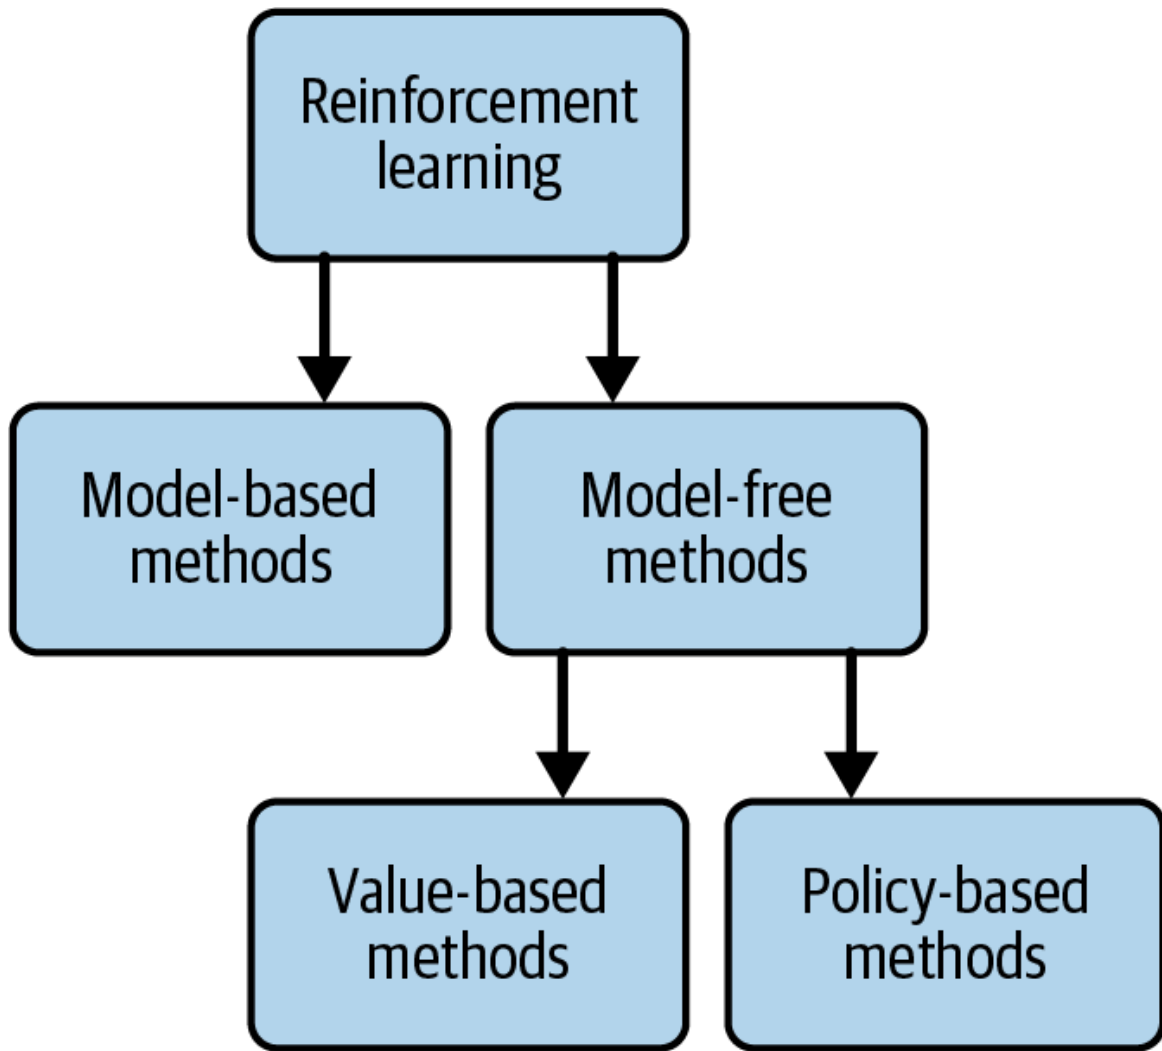 Reinforcement
learning
Model-based
methods
Model-free
methods
Value-based
methods
Policy-based
methods